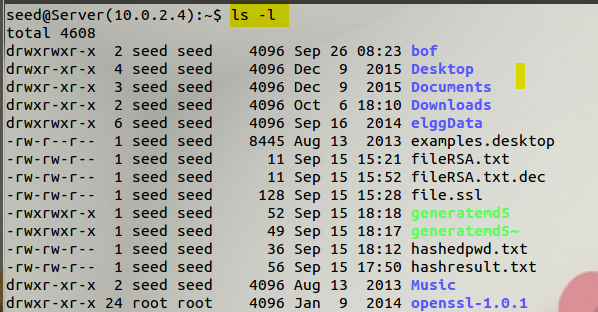 seed@Server(10.0.2.4):~$ ls -l
total 4608
drwxrwxr-x 2 seed seed 4096 Sep 26 08:23 bof
drwxr-xr-x 4 seed seed 4096 Dec 9 2015 Desktop
drwxr-xr-x 3 seed seed 4096 Dec 9 2015 Documents
drwxr-xr-x 2 seed seed 4096 Oct 6 18:10 Downloads
drwxrwxr-x 6 seed seed 4096 Sep 16 2014 elggData
-rw-r--r-- 1 seed seed 8445 Aug 13 2013 examples.desktop
-rw-rw-r-- 1 seed seed 11 Sep 15 15:21 fileRSA.txt
-rw-rw-r-- 1 seed seed 11 Sep 15 15:52 fileRSA.txt.dec
-rw-rw-r-- 1 seed seed 128 Sep 15 15:28 file.ssl
-rwxrwxr-x 1 seed seed 52 Sep 15 18:18 generatemd5
-rwxrwxr-x 1 seed seed 49 Sep 15 18:17 generatemd5~
-rw-rw-r-- 1 seed seed 36 Sep 15 18:12 hashedpwd.txt
-rw-rw-r-- 1 seed seed 56 Sep 15 17:50 hashresult.txt
drwxr-xr-x 2 seed seed 4096 Aug 13 2013 Music
drwxr-xr-x 24 root root 4096 Jan 9 2014 openssl-1.0.1